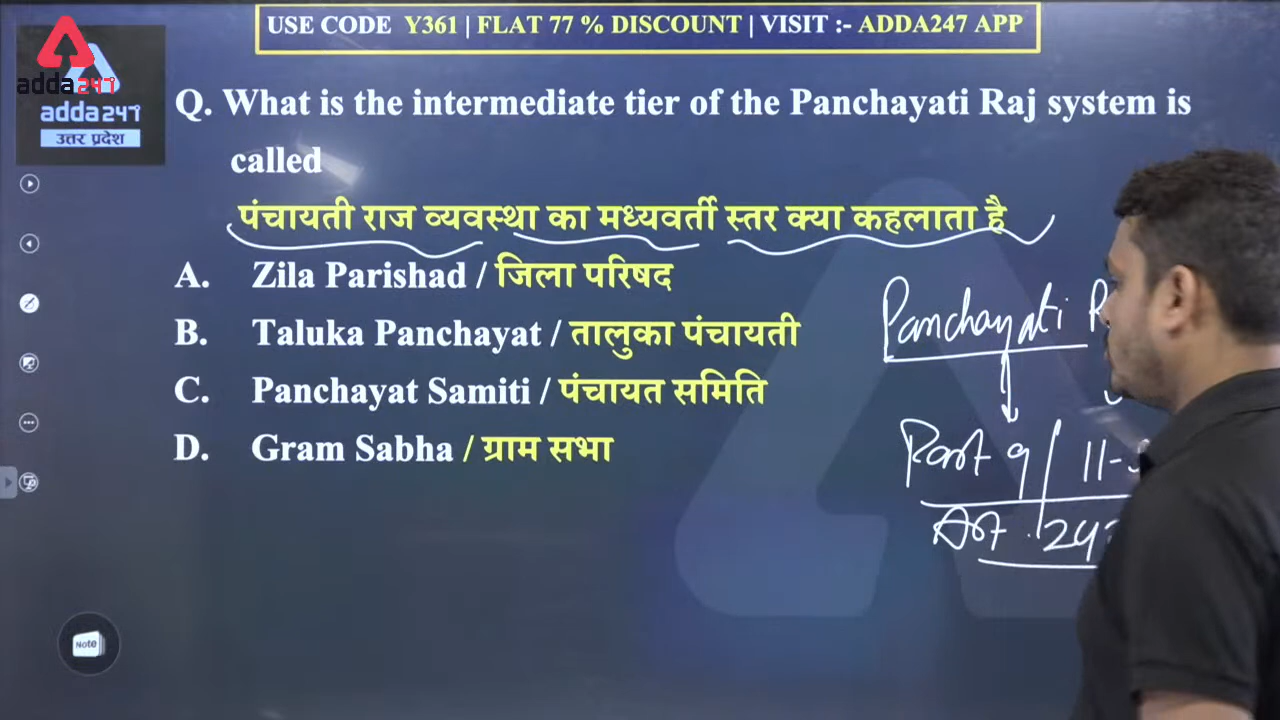 USE CODE Y361 | FLAT 77 % DISCOUNT | VISIT :- ADDA247 APP
adda247
adda247
उत्तर प्रदेश
Q. What is the intermediate tier of the Panchayati Raj system is
called
पंचायती राज व्यवस्था का मध्यवर्ती स्तर क्या कहलाता है
A. Zila Parishad / जिला परिषद
B. Taluka Panchayat / तालुका पंचायती
C. Panchayat Samiti / पंचायत समिति
D. Gram Sabha / ग्राम सभा
Panchayati
Part 9 / 11-
Art. 243
Note